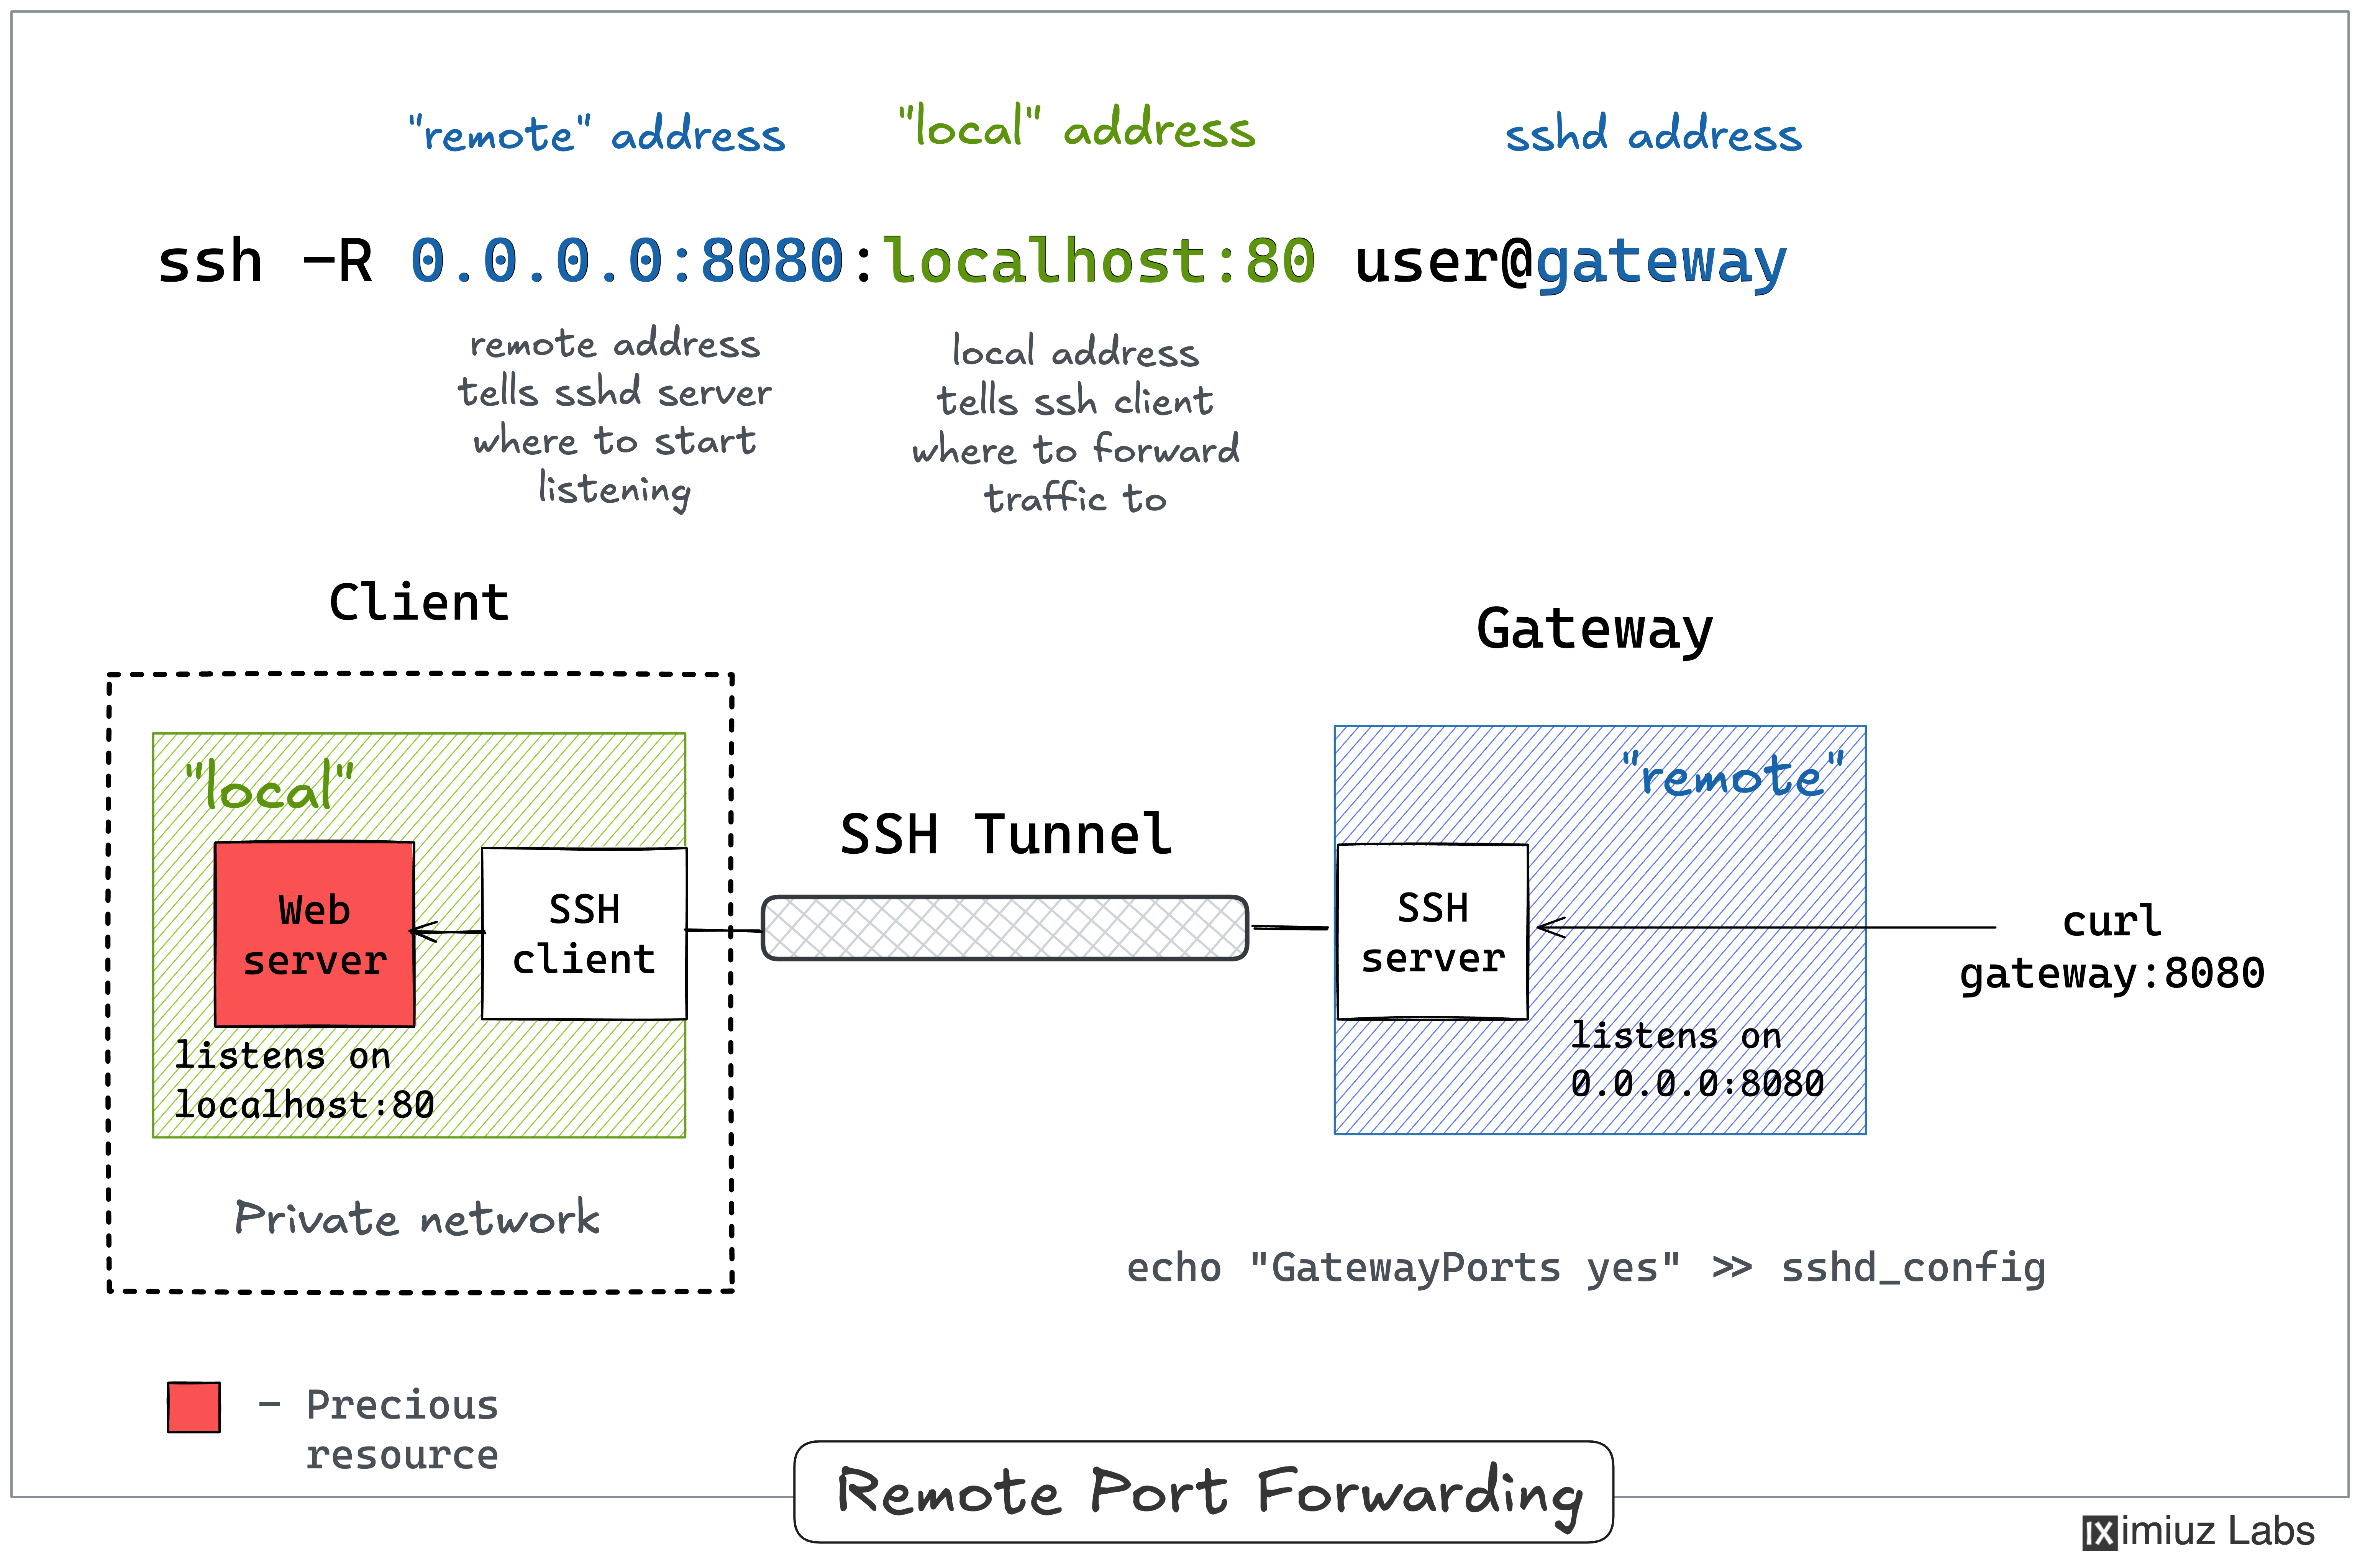 "remote" address
"local" address
sshd address
ssh -R 0.0.0.0:8080:localhost:80 user@gateway
remote address
tells sshd server
where to start
listening
local address
tells ssh client
where to forward
traffic to
Client
Gateway
"local"
Web
server
listens on
localhost:80
SSH
client
Private network
SSH Tunnel
"remote"
SSH
server
listens on
0.0.0.0:8080
curl
gateway:8080
echo "GatewayPorts yes" >> sshd_config
- Precious
resource
Remote Port Forwarding
iximiuz Labs